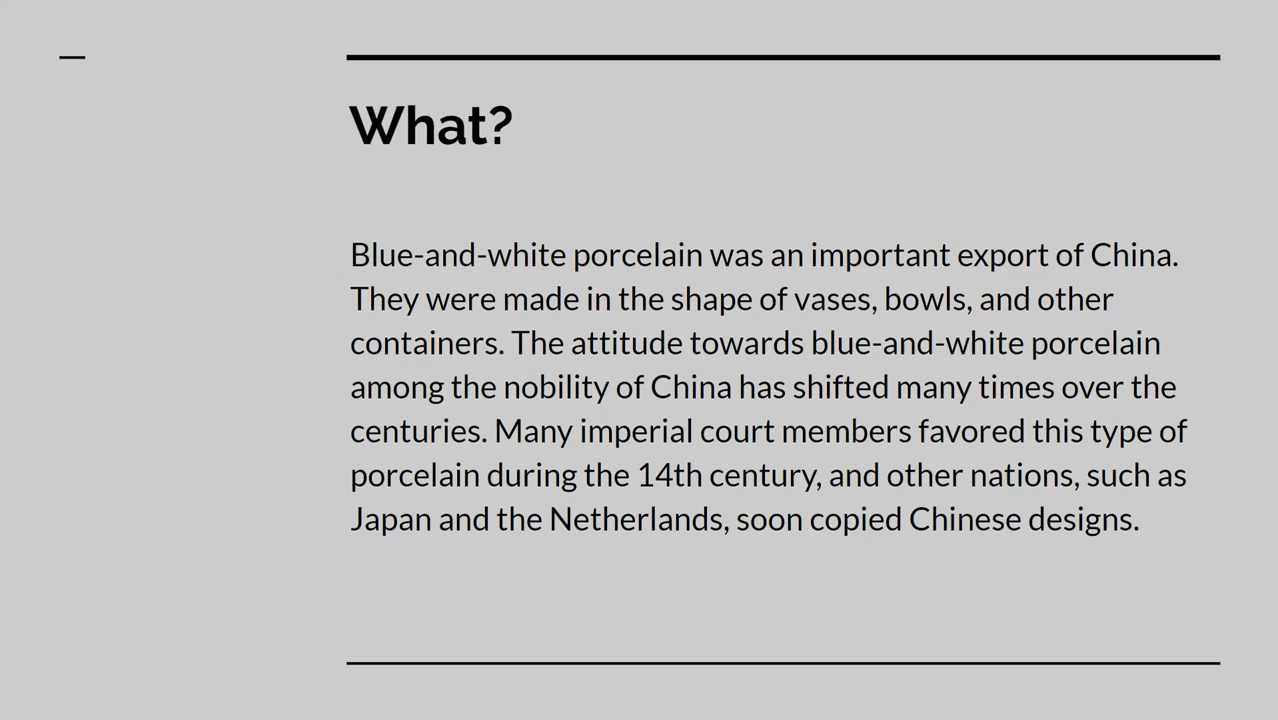 What?
Blue-and-white porcelain was an important export of China.
They were made in the shape of vases, bowls, and other
containers. The attitude towards blue-and-white porcelain
among the nobility of China has shifted many times over the
centuries. Many imperial court members favored this type of
porcelain during the 14th century, and other nations, such as
Japan and the Netherlands, soon copied Chinese designs.